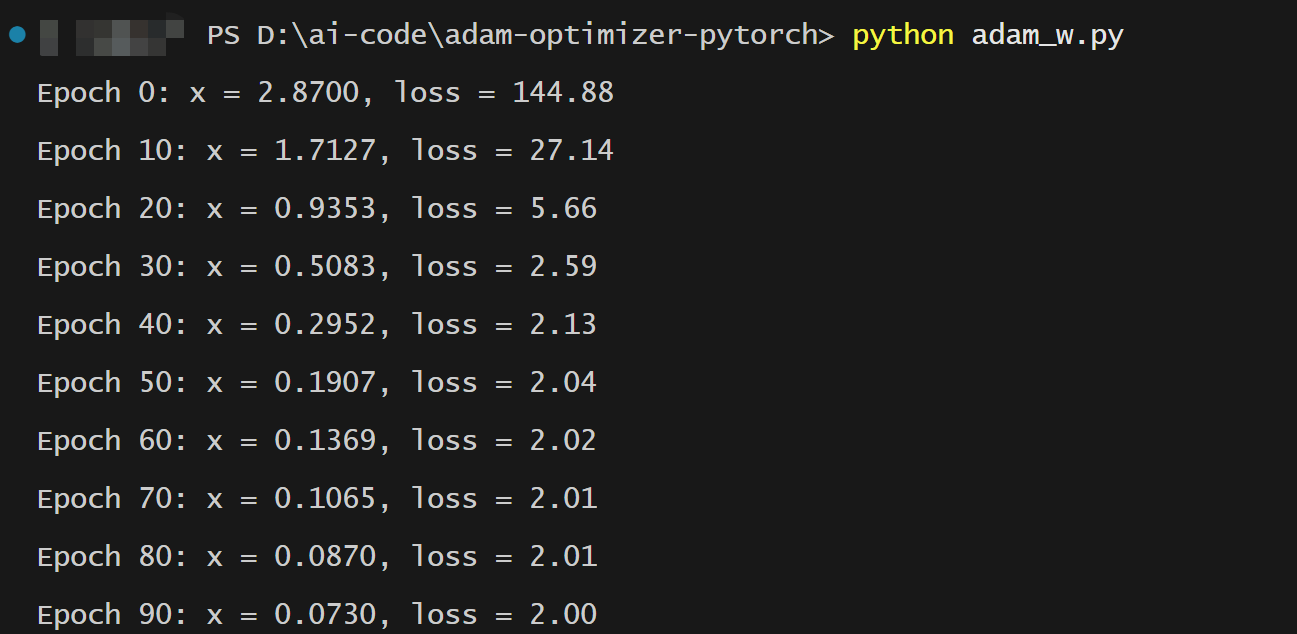 PS D:\ai-code\adam-optimizer-pytorch> python adam_w.py
Epoch 0: x = 2.8700, loss = 144.88
Epoch 10: x = 1.7127, loss = 27.14
Epoch 20: x = 0.9353, loss = 5.66
Epoch 30: x = 0.5083, loss = 2.59
Epoch 40: x = 0.2952, loss = 2.13
Epoch 50: x = 0.1907, loss = 2.04
Epoch 60: x = 0.1369, loss = 2.02
Epoch 70: x = 0.1065, loss = 2.01
Epoch 80: x = 0.0870, loss = 2.01
Epoch 90: x = 0.0730, loss = 2.00